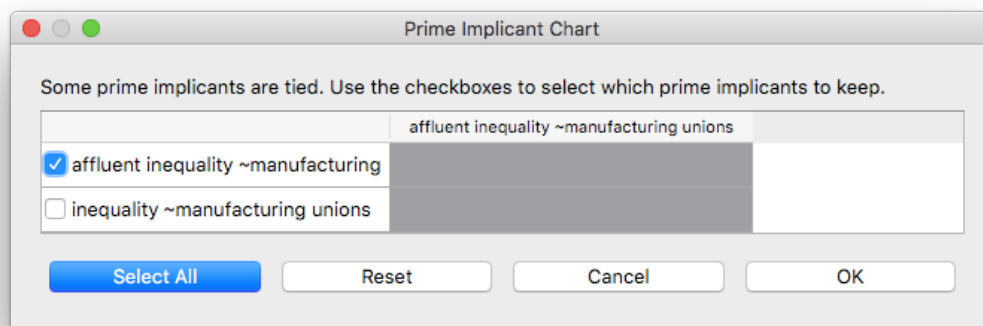 Prime Implicant Chart
Some prime implicants are tied. Use the checkboxes to select which prime implicants to keep.
affluent inequality ~manufacturing unions
affluent inequality ~manufacturing
inequality ~manufacturing unions
Select All Reset Cancel OK